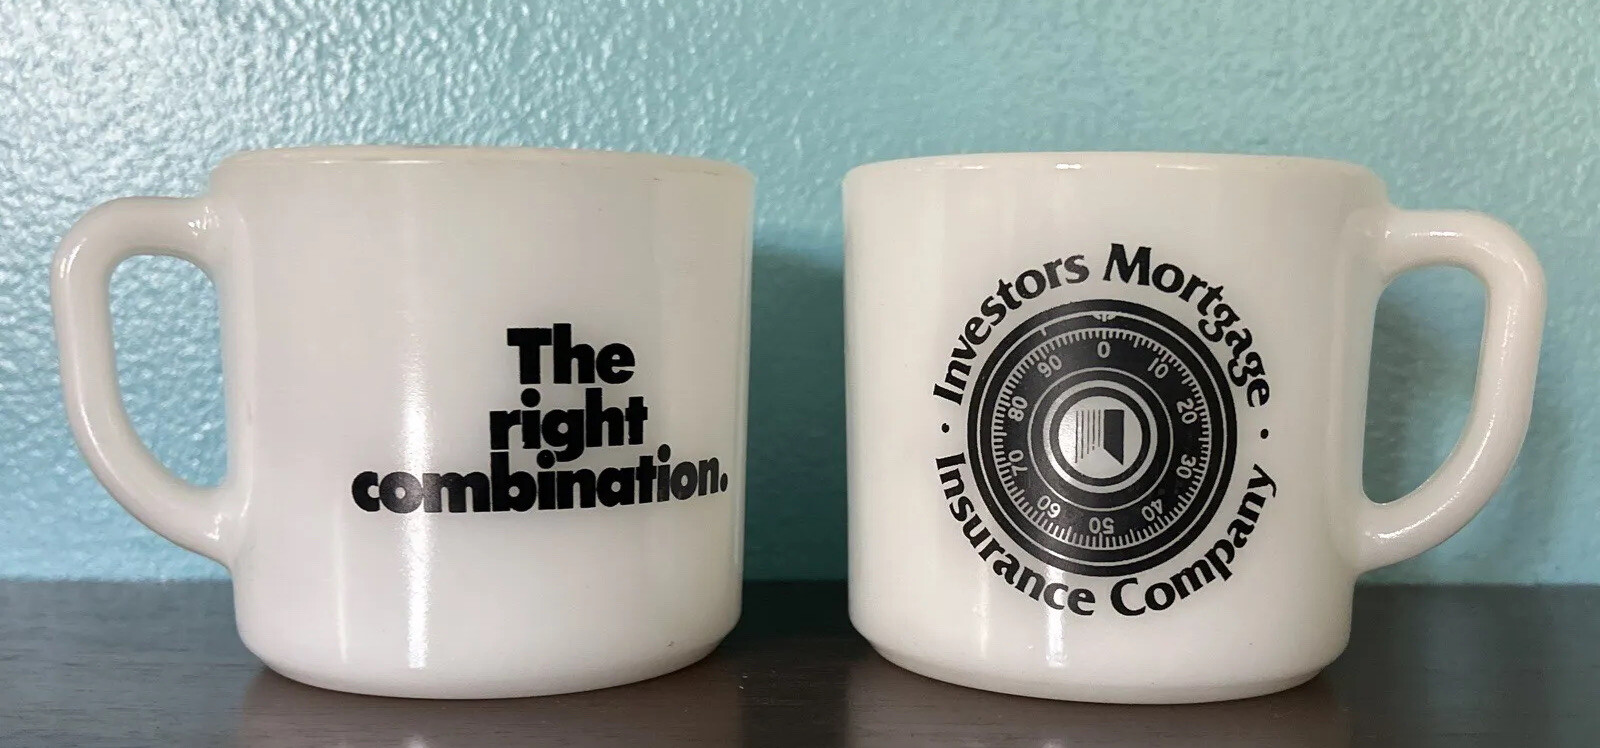 The
right
combination.
Investors Mortgage
Insurance Company
0
10
20
30
40
50
60
70
80
90